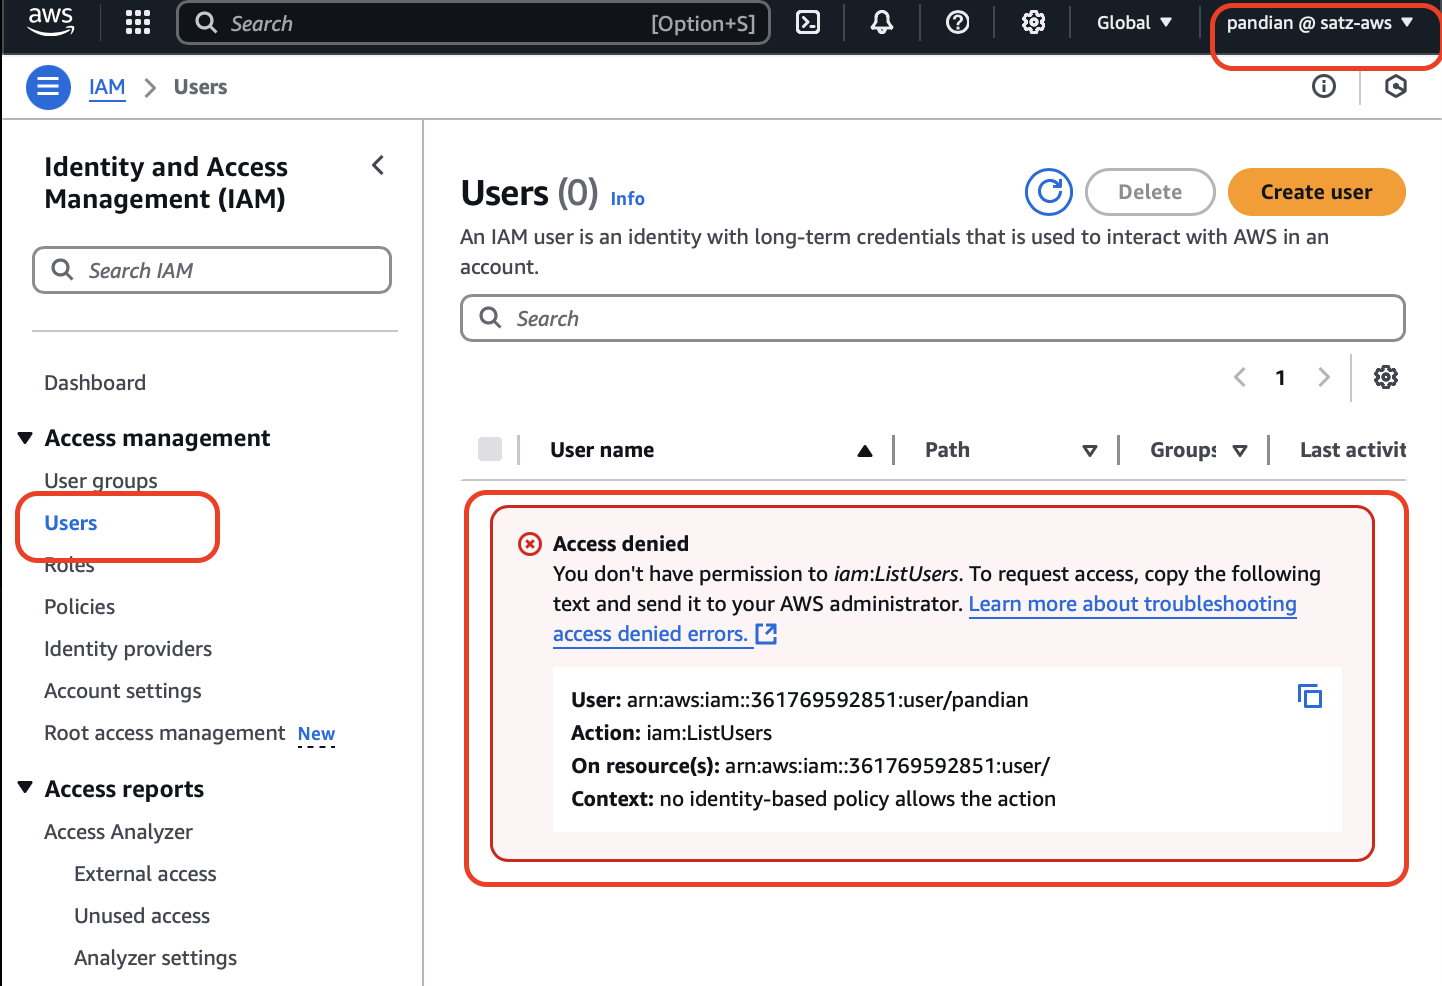 aws
Search
[Option+S]
Global
pandian @ satz-aws
IAM
Users
Identity and Access
Management (IAM)
Search IAM
Dashboard
Access management
User groups
Users
Roles
Policies
Identity providers
Account settings
Root access management New
Access reports
Access Analyzer
External access
Unused access
Analyzer settings
Users (0) Info
Delete
Create user
An IAM user is an identity with long-term credentials that is used to interact with AWS in an
account.
Search
1
User name
Path
Groups
Last activit
Access denied
You don't have permission to iam:ListUsers. To request access, copy the following
text and send it to your AWS administrator. Learn more about troubleshooting
access denied errors.
User: arn:aws:iam::361769592851:user/pandian
Action: iam:ListUsers
On resource(s): arn:aws:iam::361769592851:user/
Context: no identity-based policy allows the action